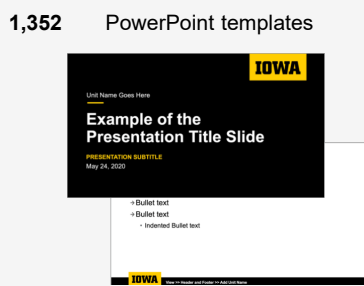 1,352 PowerPoint templates
IOWA
Unit Name Goes Here
Example of the
Presentation Title Slide
PRESENTATION SUBTITLE
May 24, 2020
→Bullet text
→Bullet text
• Indented Bullet text
IOWA View >> Header and Footer >> Add Unit Name